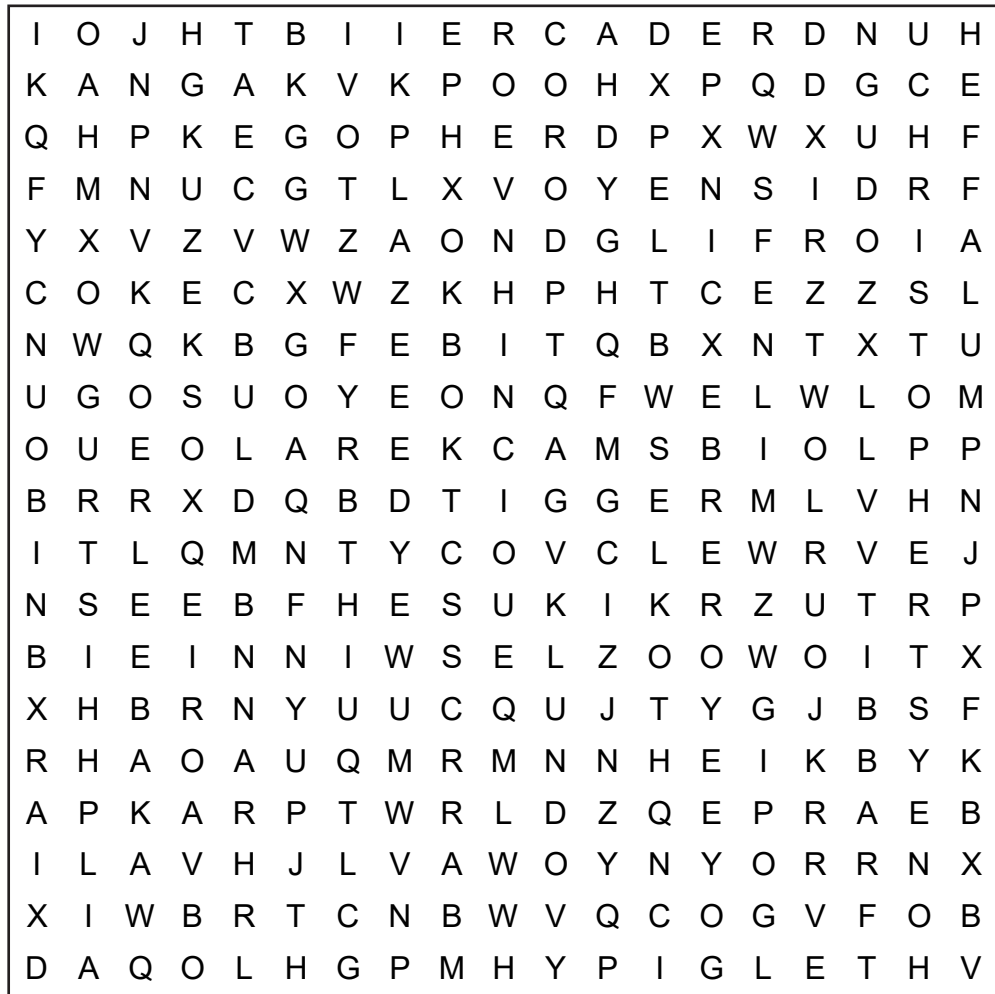 I O J H T B I I E R C A D E R D N U H
K A N G A K V K P O O H X P Q D G C E
Q H P K E G O P H E R D P X W X U H F
F M N U C G T L X V O Y E N S I D R F
Y X V Z V W Z A O N D G L I F R O I A
C O K E C X W Z K H P H T C E Z Z S L
N W Q K B G F E B I T Q B X N T X T U
U G O S U O Y E O N Q F W E L W L O M
O U E O L A R E K C A M S B I O L P P
B R R X D Q B D T I G G E R M L V H N
I T L Q M N T Y C O V C L E W R V E J
N S E E B F H E S U K I K R Z U T R P
B I E I N N I W S E L Z O O W O I T X
X H B R N Y U U C Q U J T Y G J B S F
R H A O A U Q M R M N N H E I K B Y K
A P K A R P T W R L D Z Q E P R A E B
I L A V H J L V A W O Y N Y O R R N X
X I W B R T C N B W V Q C O G V F O B
D A Q O L H G P M H Y P I G L E T H V